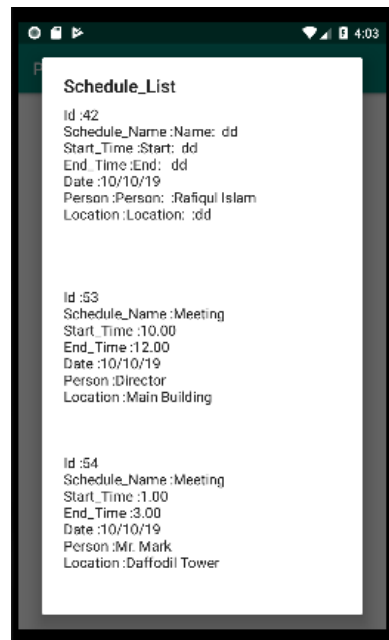 4:03
Schedule_List
Id :42
Schedule_Name :Name:  dd
Start_Time :Start:  dd
End_Time :End:   dd
Date :10/10/19
Person :Person:  :Rafiqul Islam
Location :Location:  :dd
Id :53
Schedule_Name :Meeting
Start_Time :10.00
End_Time :12.00
Date :10/10/19
Person :Director
Location :Main Building
Id :54
Schedule_Name :Meeting
Start_Time :1.00
End_Time :3.00
Date :10/10/19
Person :Mr. Mark
Location :Daffodil Tower